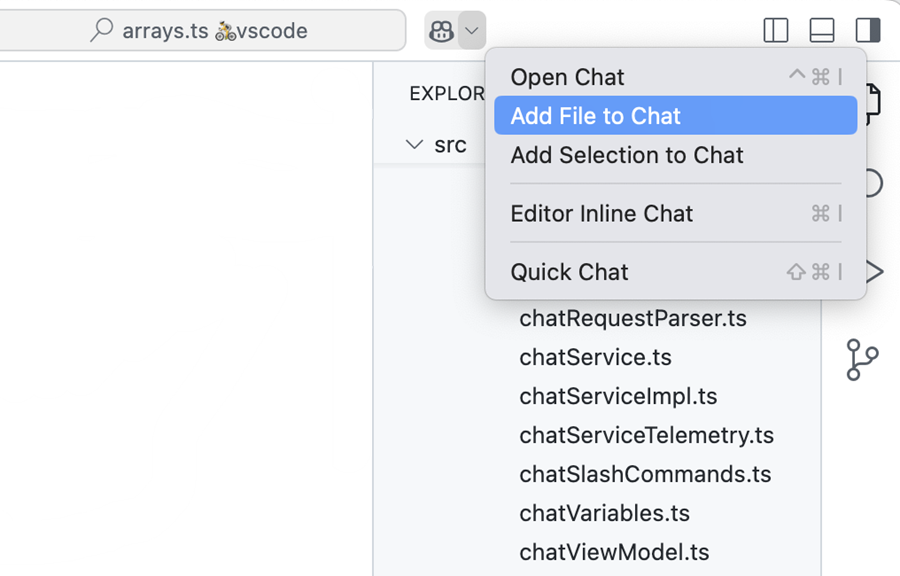 arrays.ts 🚴vscode
EXPLOR
src
Open Chat ⌃⌘I
Add File to Chat
Add Selection to Chat
Editor Inline Chat ⌘I
Quick Chat ⇧⌘I
chatRequestParser.ts
chatService.ts
chatServiceImpl.ts
chatServiceTelemetry.ts
chatSlashCommands.ts
chatVariables.ts
chatViewModel.ts